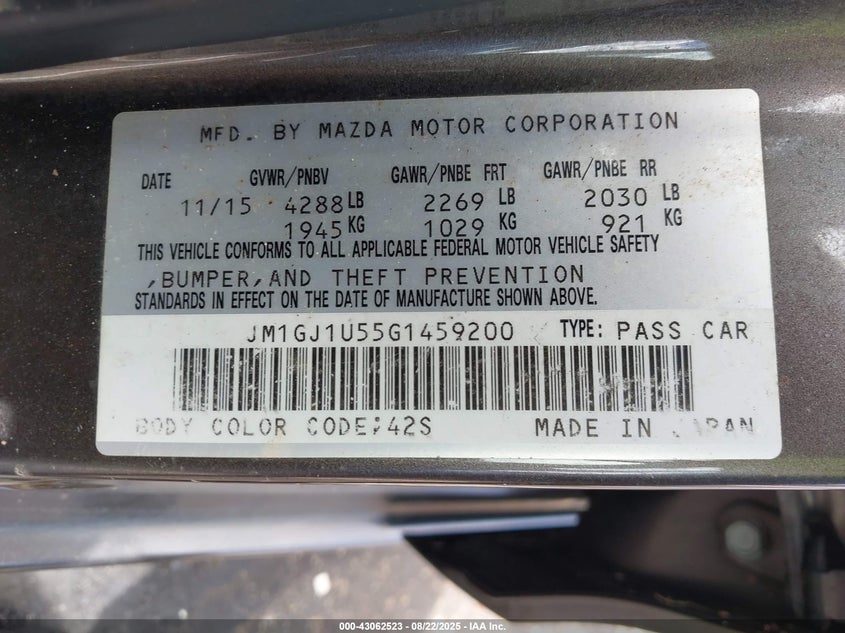 MFD. BY MAZDA MOTOR CORPORATION
DATE GVWR/PNBV GAWR/PNBE FRT GAWR/PNBE RR
11/15 4288 LB 2269 LB 2030 LB
1945 KG 1029 KG 921 KG
THIS VEHICLE CONFORMS TO ALL APPLICABLE FEDERAL MOTOR VEHICLE SAFETY
,BUMPER,AND THEFT PREVENTION
STANDARDS IN EFFECT ON THE DATE OF MANUFACTURE SHOWN ABOVE.
JM1GJ1U55G1459200 TYPE: PASS CAR
BODY COLOR CODE:42S MADE IN JAPAN
000-43062523 - 08/22/2025 - IAA Inc.